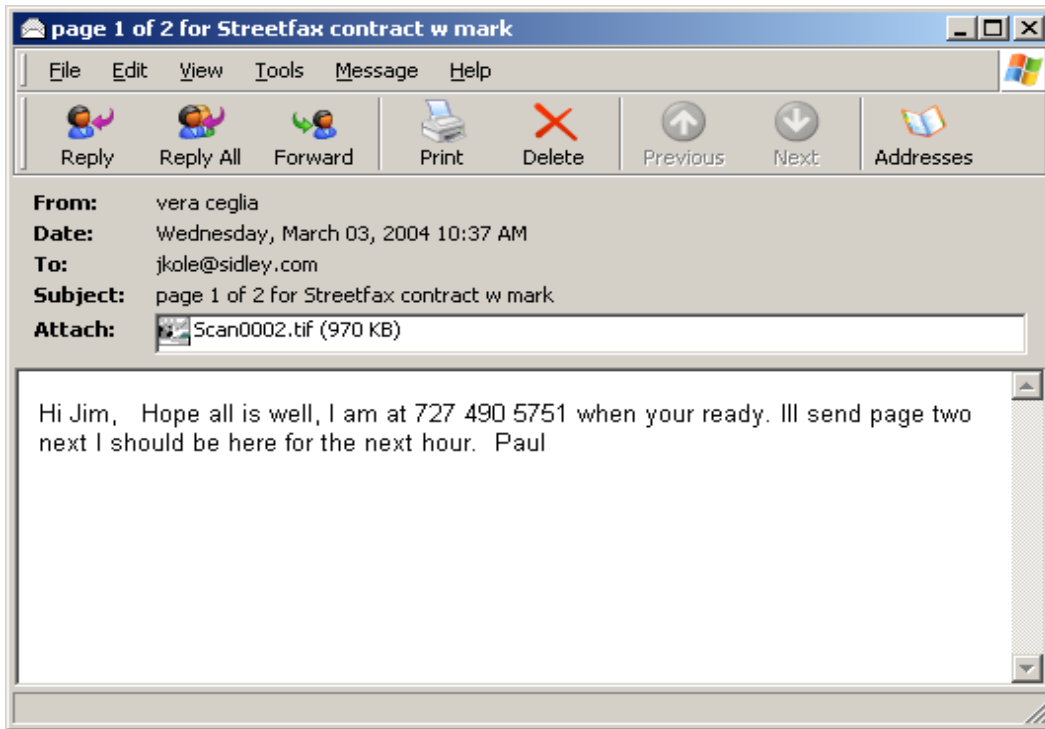 page 1 of 2 for Streetfax contract w mark
File Edit View Tools Message Help
Reply Reply All Forward Print Delete Previous Next Addresses
From: vera ceglia
Date: Wednesday, March 03, 2004 10:37 AM
To: jkole@sidley.com
Subject: page 1 of 2 for Streetfax contract w mark
Attach: Scan0002.tif (970 KB)
Hi Jim,   Hope all is well, I am at 727 490 5751 when your ready. Ill send page two
next I should be here for the next hour.  Paul